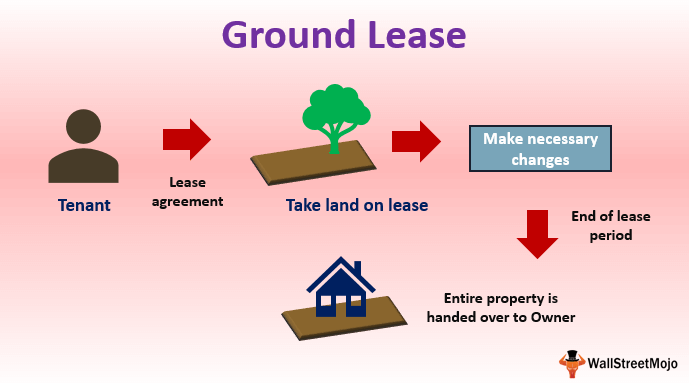 Ground Lease
Lease
agreement
Tenant
Take land on lease
Make necessary
changes
End of lease
period
Entire property is
handed over to Owner
WallStreetMojo